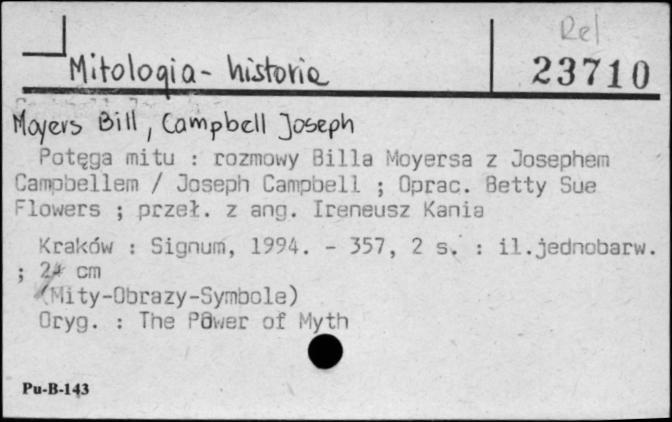 Rel
Mitologia - historia
23710
Moyers Bill, Campbell Joseph
Potęga mitu : rozmowy Billa Moyersa z Josephem
Campbellem / Joseph Campbell ; Oprac. Betty Sue
Flowers ; przeł. z ang. Ireneusz Kania
Kraków : Signum, 1994. - 357, 2 s. : il.jednobarw.
; 24 cm
(Mity-Obrazy-Symbole)
Oryg. : The Power of Myth
Pu-B-143